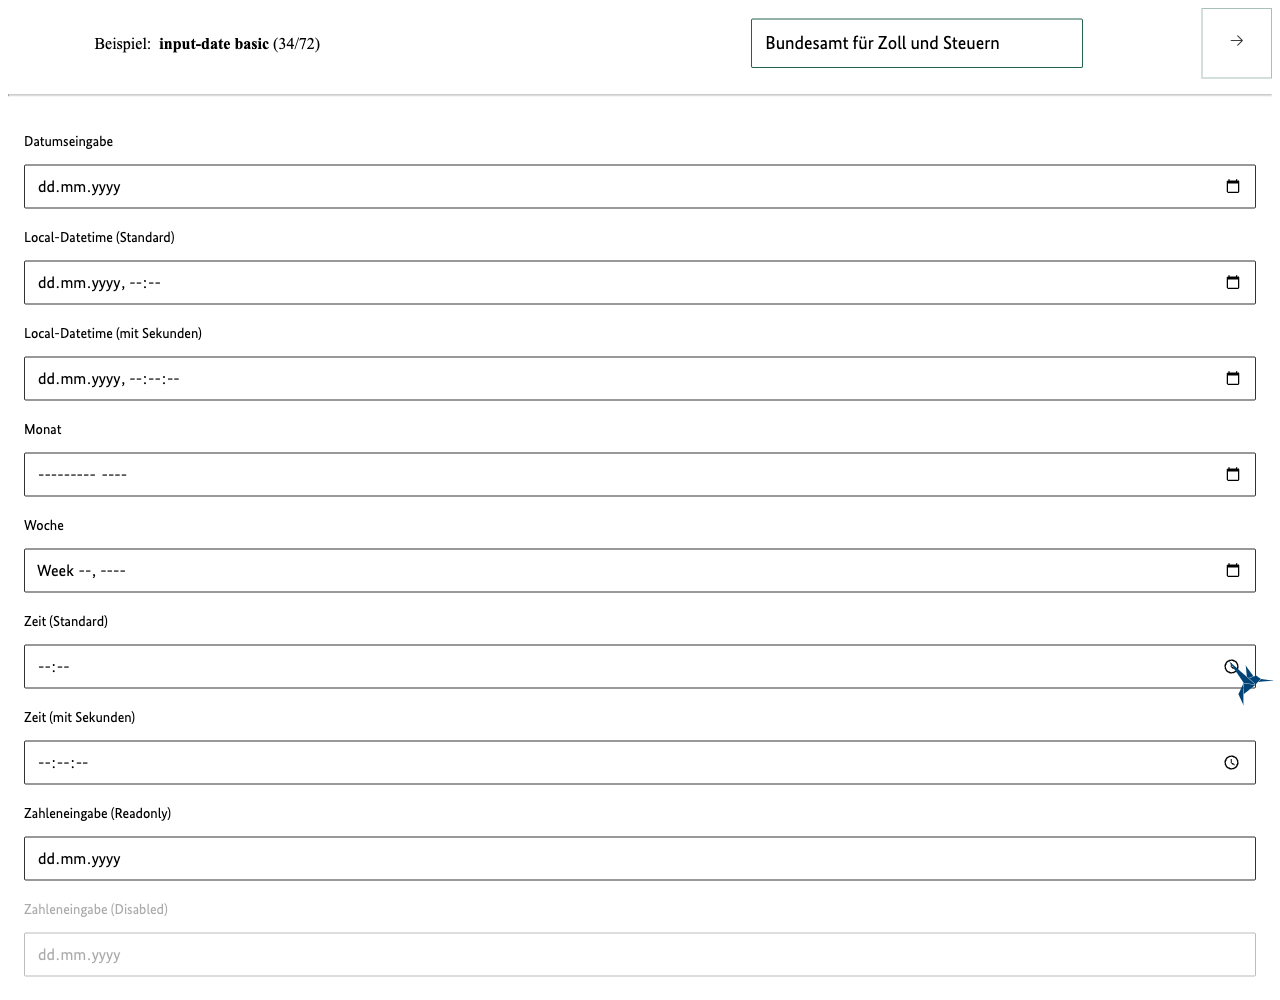 Beispiel: input-date basic (34/72)
Bundesamt für Zoll und Steuern
Datumseingabe
dd.mm.yyyy
Local-Datetime (Standard)
dd.mm.yyyy, --:--
Local-Datetime (mit Sekunden)
dd.mm.yyyy, --:--:--
Monat
--------- ----
Woche
Week --, ----
Zeit (Standard)
--:--
Zeit (mit Sekunden)
--:--:--
Zahleneingabe (Readonly)
dd.mm.yyyy
Zahleneingabe (Disabled)
dd.mm.yyyy